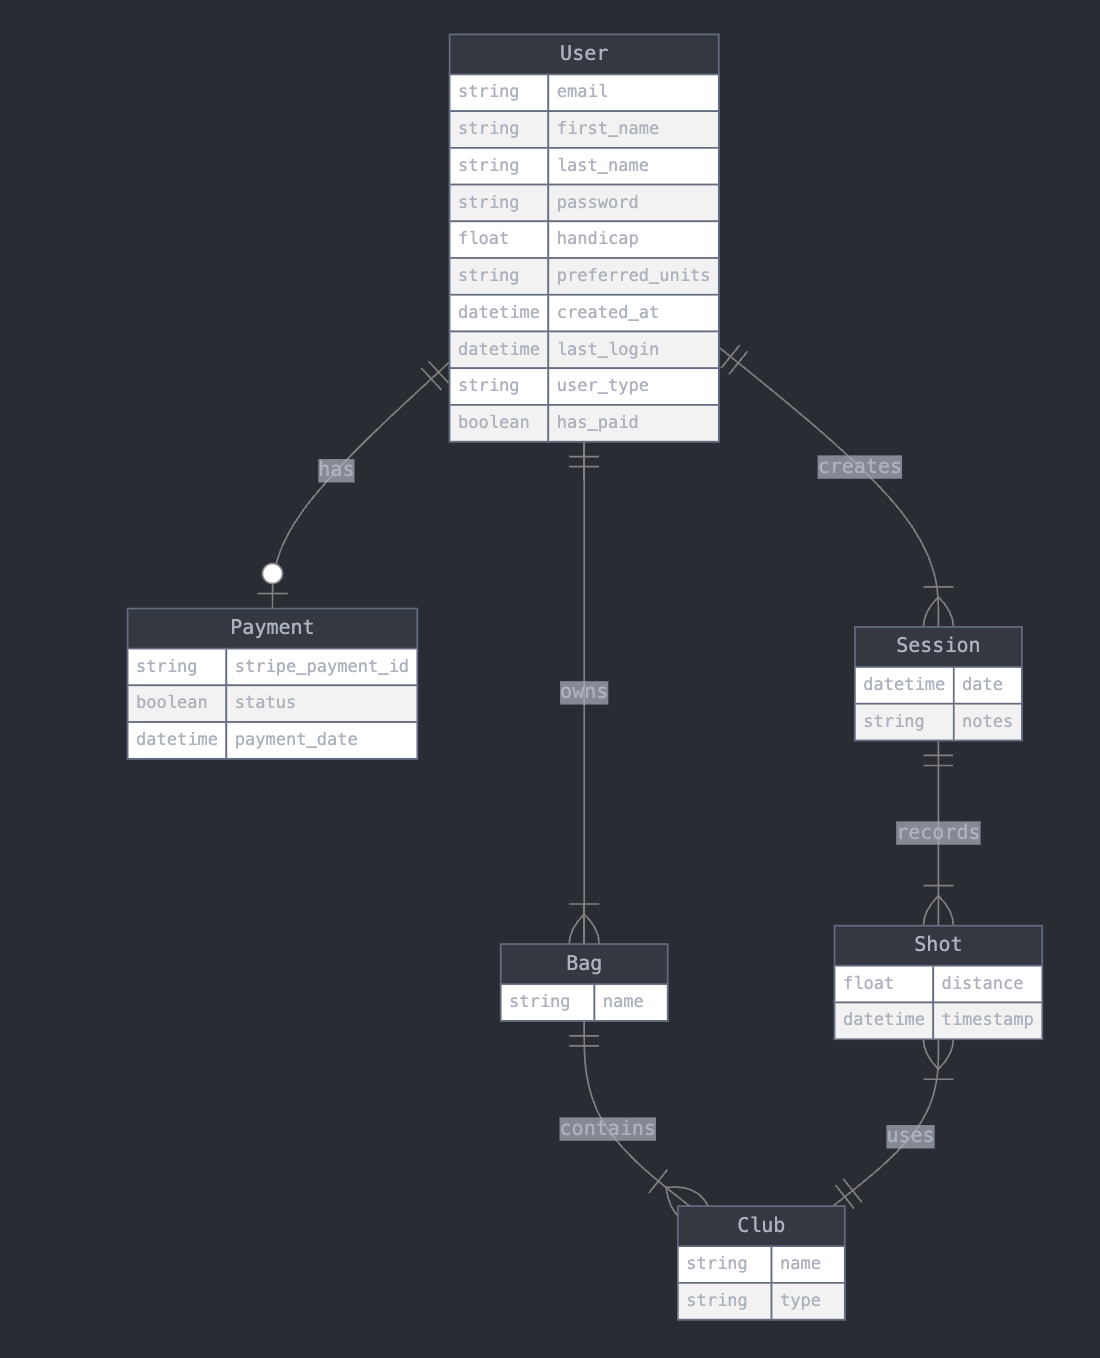 User
string email
string first_name
string last_name
string password
float handicap
string preferred_units
datetime created_at
datetime last_login
string user_type
boolean has_paid
has
creates
Payment
string stripe_payment_id
boolean status
datetime payment_date
owns
Session
datetime date
string notes
records
Bag
string name
Shot
float distance
datetime timestamp
contains
uses
Club
string name
string type